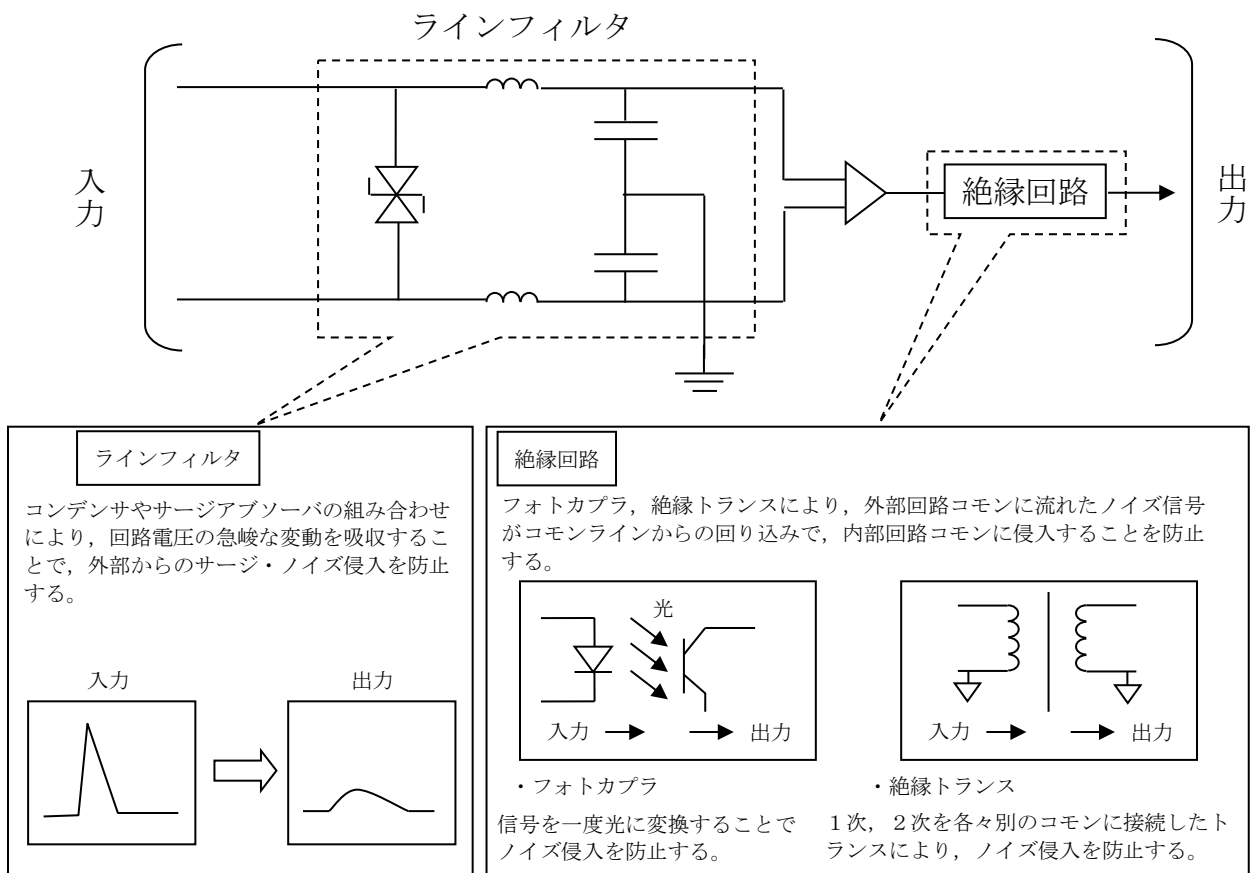 ラインフィルタ
入力
出力
絶縁回路
ラインフィルタ
コンデンサやサージアブソーバの組み合わせ
により，回路電圧の急峻な変動を吸収するこ
とで，外部からのサージ・ノイズ侵入を防止
する。
入力
出力
絶縁回路
フォトカプラ，絶縁トランスにより，外部回路コモンに流れたノイズ信号
がコモンラインからの回り込みで，内部回路コモンに侵入することを防止
する。
光
入力
出力
・フォトカプラ
信号を一度光に変換することで
ノイズ侵入を防止する。
入力
出力
・絶縁トランス
１次，２次を各々別のコモンに接続したト
ランスにより，ノイズ侵入を防止する。